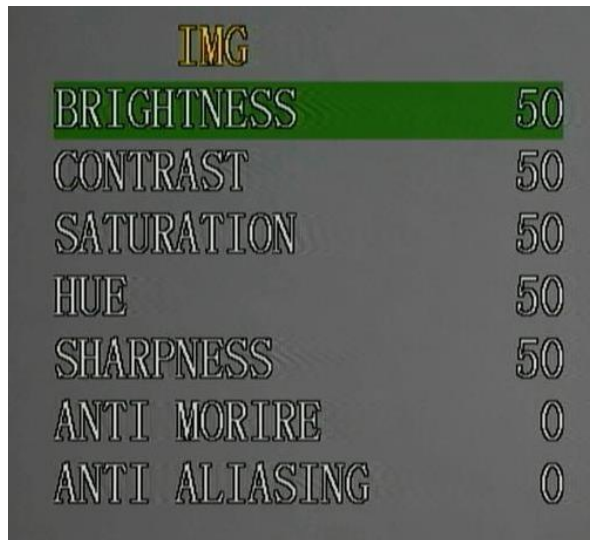 IMG
BRIGHTNESS 50
CONTRAST 50
SATURATION 50
HUE 50
SHARPNESS 50
ANTI MORIRE 0
ANTI ALIASING 0